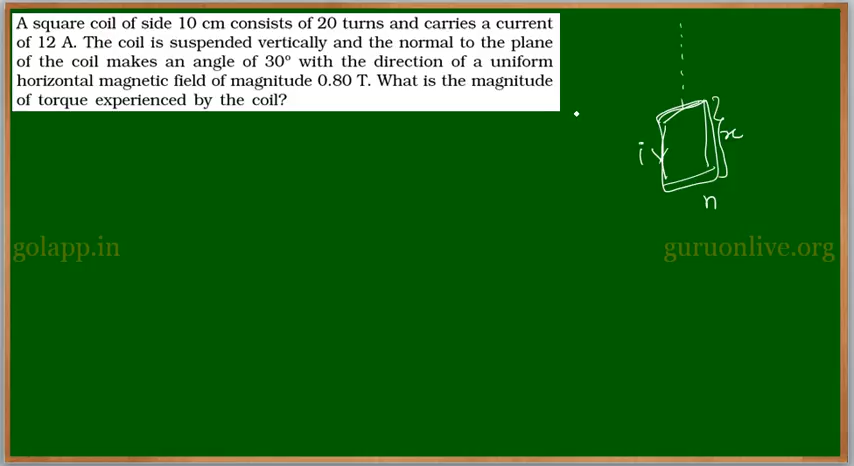 A square coil of side 10 cm consists of 20 turns and carries a current
of 12 A. The coil is suspended vertically and the normal to the plane
of the coil makes an angle of 30° with the direction of a uniform
horizontal magnetic field of magnitude 0.80 T. What is the magnitude
of torque experienced by the coil?
i
x
n
golapp.in
guruonlive.org